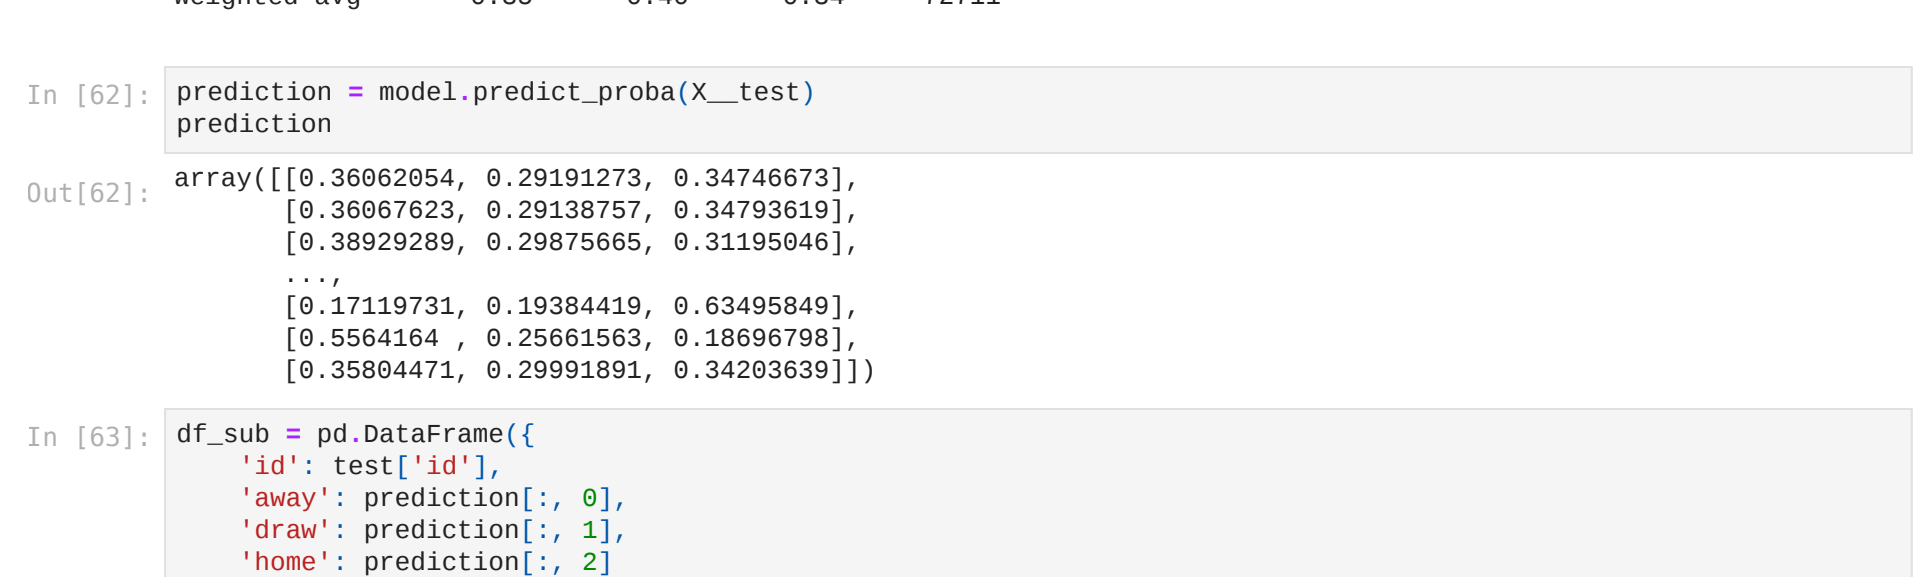 In [62]: prediction = model.predict_proba(X__test)
prediction
Out[62]: array([[0.36062054, 0.29191273, 0.34746673],
[0.36067623, 0.29138757, 0.34793619],
[0.38929289, 0.29875665, 0.31195046],
...,
[0.17119731, 0.19384419, 0.63495849],
[0.5564164 , 0.25661563, 0.18696798],
[0.35804471, 0.29991891, 0.34203639]])
In [63]: df_sub = pd.DataFrame({
'id': test['id'],
'away': prediction[:, 0],
'draw': prediction[:, 1],
'home': prediction[:, 2]